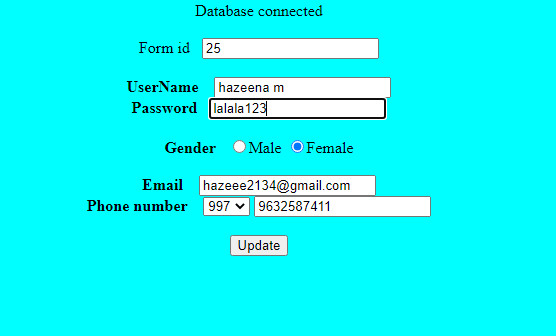 Database connected
Form id 25
UserName hazeena m
Password lalala123
Gender Male Female
Email hazeee2134@gmail.com
Phone number 997 9632587411
Update